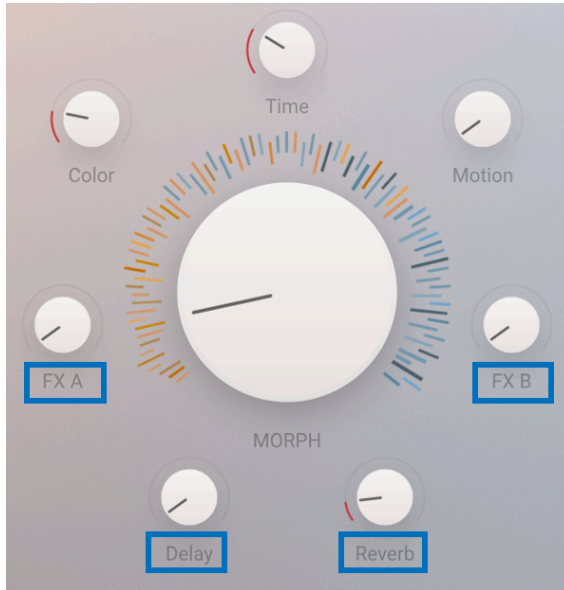 Time
Color
Motion
FX A
FX B
MORPH
Delay
Reverb